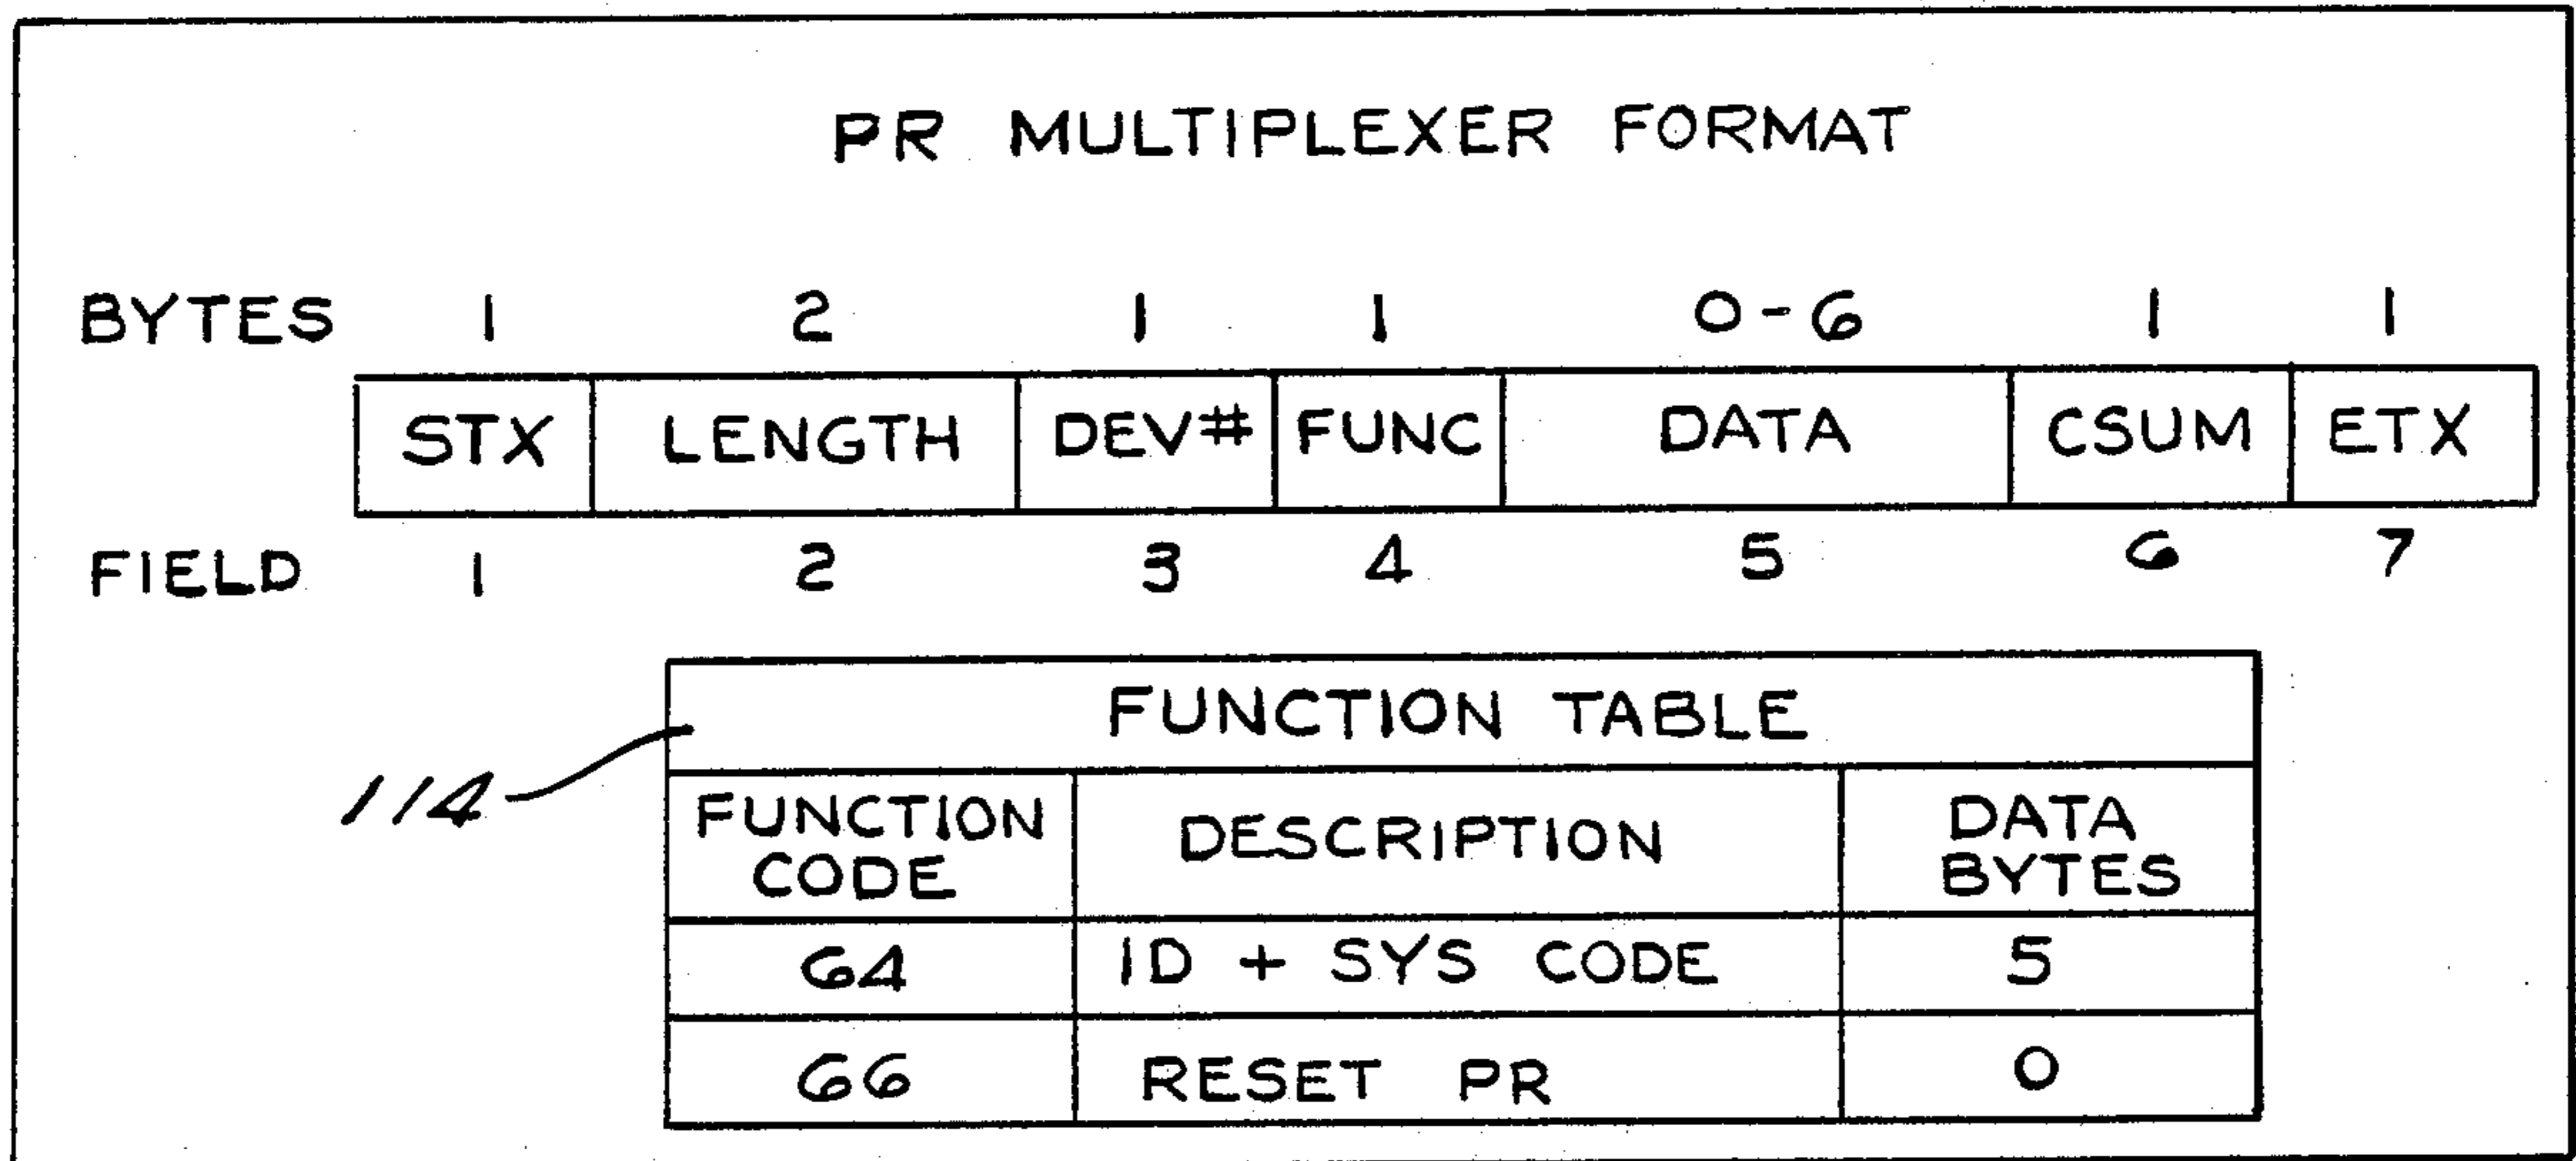 PR MULTIPLEXER FORMAT
BYTES 1 2 1 1 0-6 1 1
STX LENGTH DEV# FUNC DATA CSUM ETX
FIELD 1 2 3 4 5 6 7
114
FUNCTION TABLE
FUNCTION CODE DESCRIPTION DATA BYTES
64 ID + SYS CODE 5
66 RESET PR 0